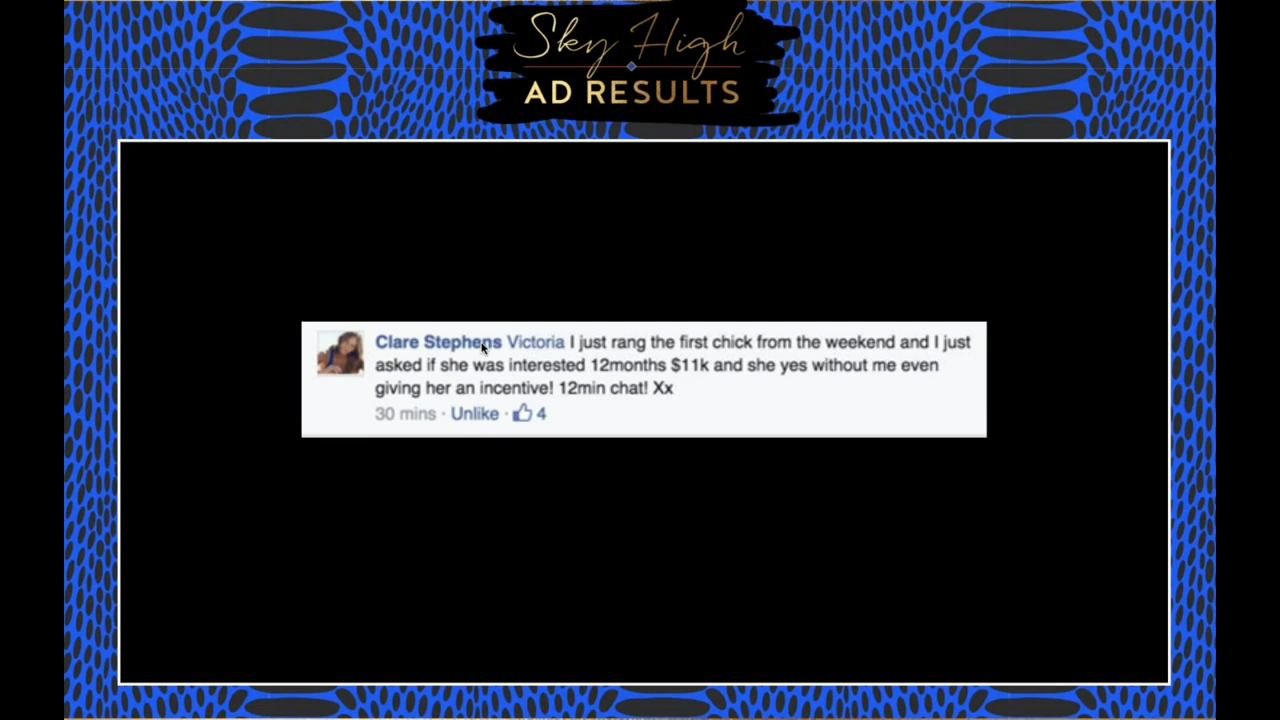 Sky High
AD RESULTS
Clare Stephens Victoria I just rang the first chick from the weekend and I just
asked if she was interested 12months $11k and she yes without me even
giving her an incentive! 12min chat! Xx
30 mins · Unlike · 4